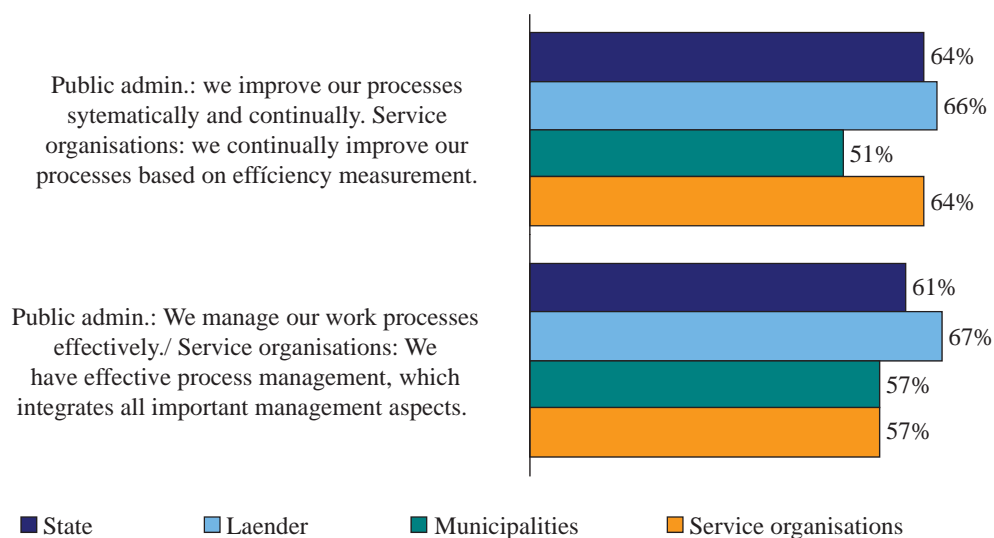 Public admin.: we improve our processes
sytematically and continually. Service
organisations: we continually improve our
processes based on effíciency measurement.
64%
66%
51%
64%
Public admin.: We manage our work processes
effectively./ Service organisations: We
have effective process management, which
integrates all important management aspects.
61%
67%
57%
57%
State
Laender
Municipalities
Service organisations